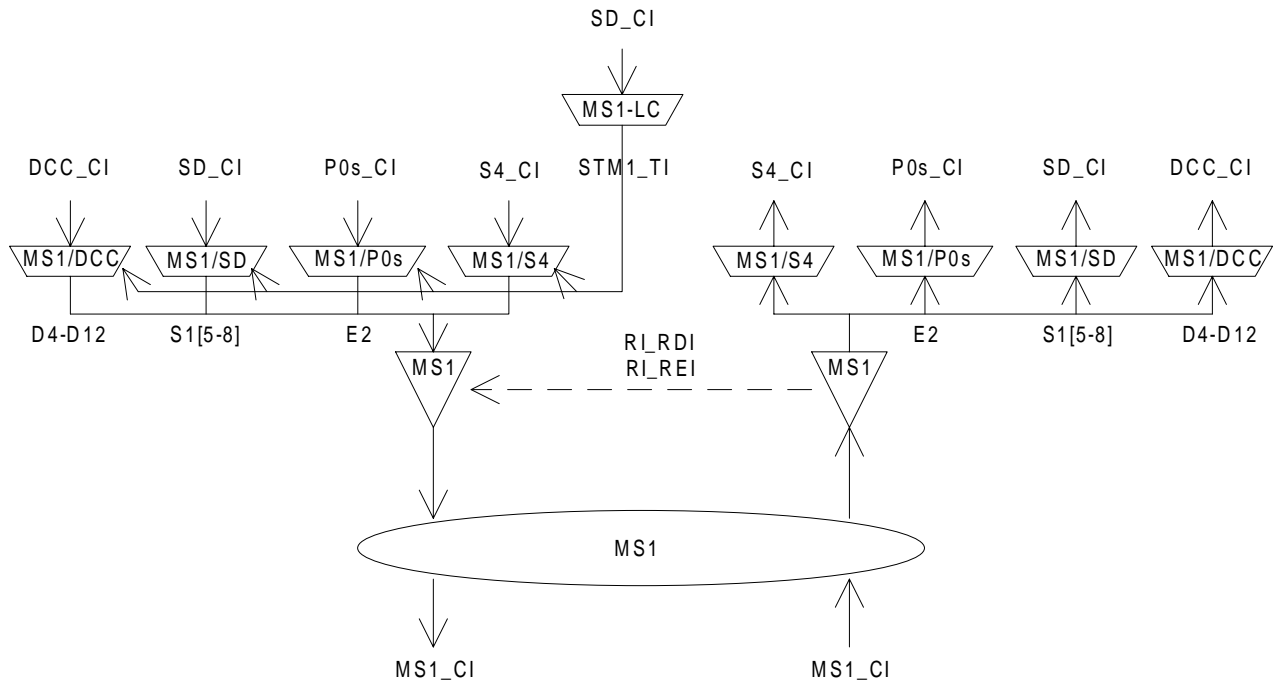 SD_CI
MS1-LC
DCC_CI SD_CI P0s_CI S4_CI STM1_TI S4_CI P0s_CI SD_CI DCC_CI
MS1/DCC MS1/SD MS1/P0s MS1/S4 MS1/S4 MS1/P0s MS1/SD MS1/DCC
D4-D12 S1[5-8] E2 E2 S1[5-8] D4-D12
RI_RDI
MS1 RI_REI MS1
MS1
MS1_CI MS1_CI